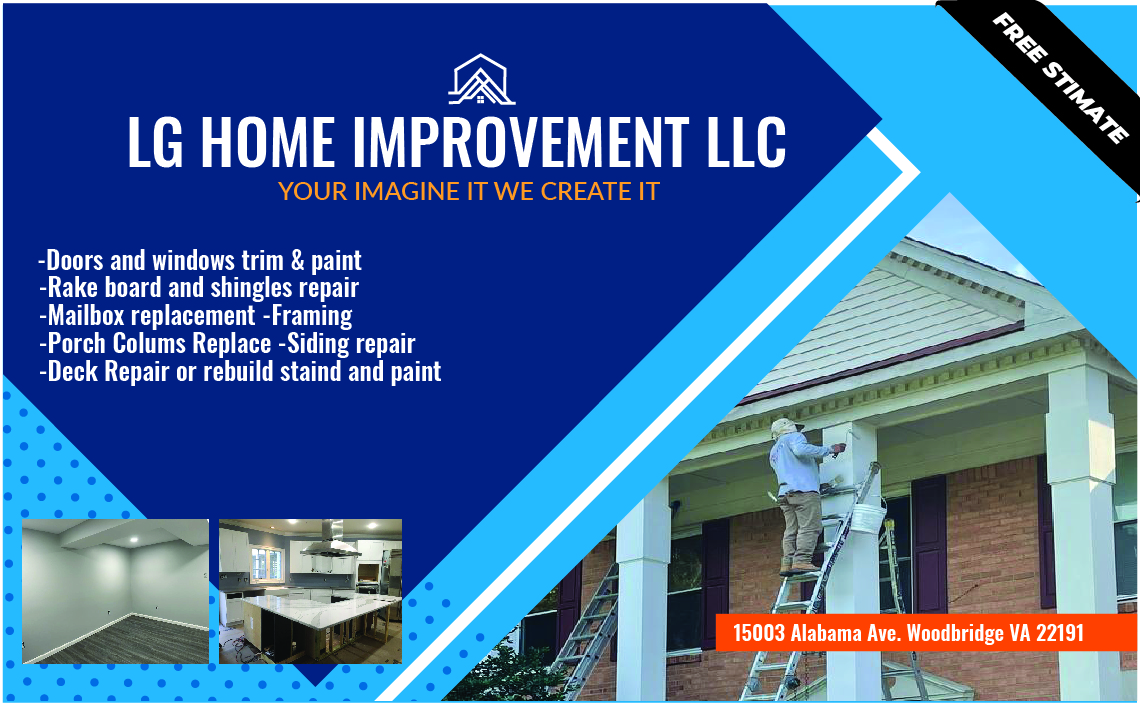 FREE STIMATE
LG HOME IMPROVEMENT LLC
YOUR IMAGINE IT WE CREATE IT
-Doors and windows trim & paint
-Rake board and shingles repair
-Mailbox replacement -Framing
-Porch Colums Replace -Siding repair
-Deck Repair or rebuild staind and paint
15003 Alabama Ave. Woodbridge VA 22191